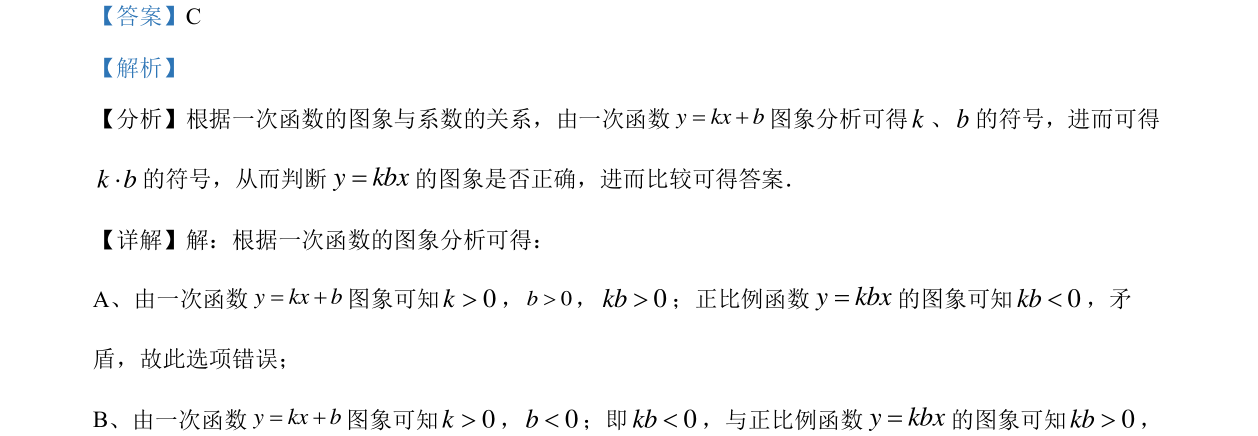 【答案】C
【解析】
【分析】根据一次函数的图象与系数的关系，由一次函数 y = kx + b 图象分析可得 k 、 b 的符号，进而可得
k · b 的符号，从而判断 y = kbx 的图象是否正确，进而比较可得答案．
【详解】解：根据一次函数的图象分析可得：
A、由一次函数 y = kx + b 图象可知 k > 0 ， b > 0 ， kb > 0 ；正比例函数 y = kbx 的图象可知 kb < 0 ，矛
盾，故此选项错误；
B、由一次函数 y = kx + b 图象可知 k > 0 ， b < 0 ；即 kb < 0 ，与正比例函数 y = kbx 的图象可知 kb > 0 ，